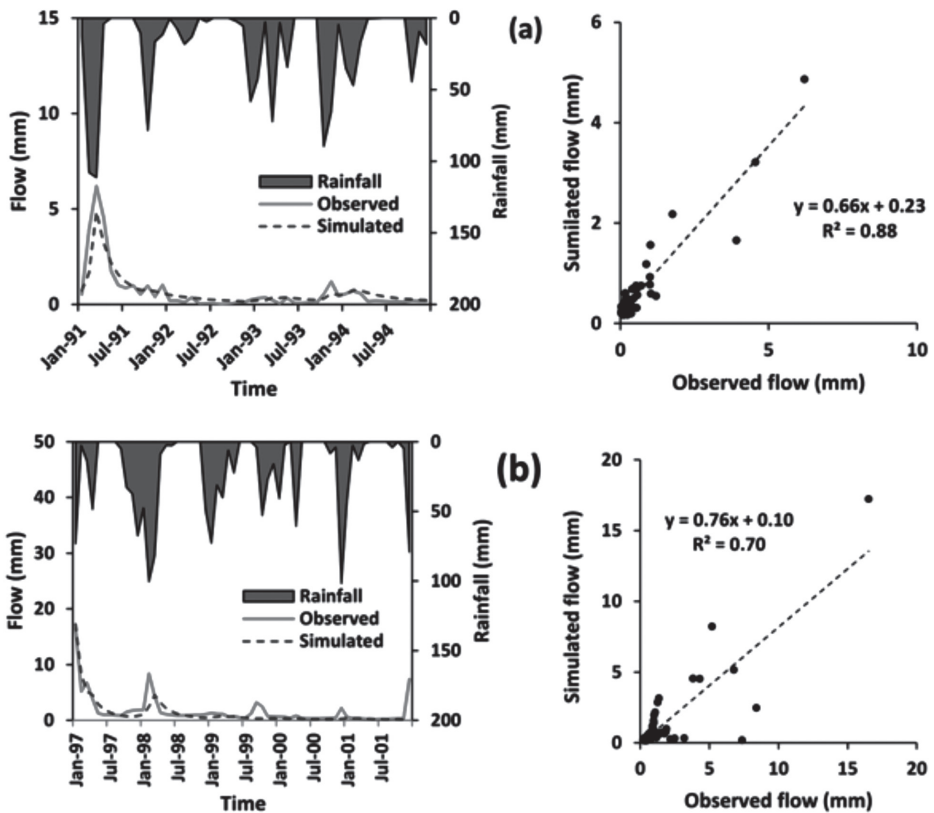 15
10
5
0
Flow (mm)
0
50
100
150
200
Rainfall (mm)
Rainfall
Observed
Simulated
Jan-91
Jul-91
Jan-92
Jul-92
Jan-93
Jul-93
Jan-94
Jul-94
Time
(a)
6
4
2
0
Sumilated flow (mm)
y = 0.66x + 0.23
R² = 0.88
0
5
10
Observed flow (mm)
50
40
30
20
10
0
Flow (mm)
0
50
100
150
200
Rainfall (mm)
Rainfall
Observed
Simulated
Jan-97
Jul-97
Jan-98
Jul-98
Jan-99
Jul-99
Jan-00
Jul-00
Jan-01
Jul-01
Time
(b)
20
15
10
5
0
Simulated flow (mm)
y = 0.76x + 0.10
R² = 0.70
0
5
10
15
20
Observed flow (mm)